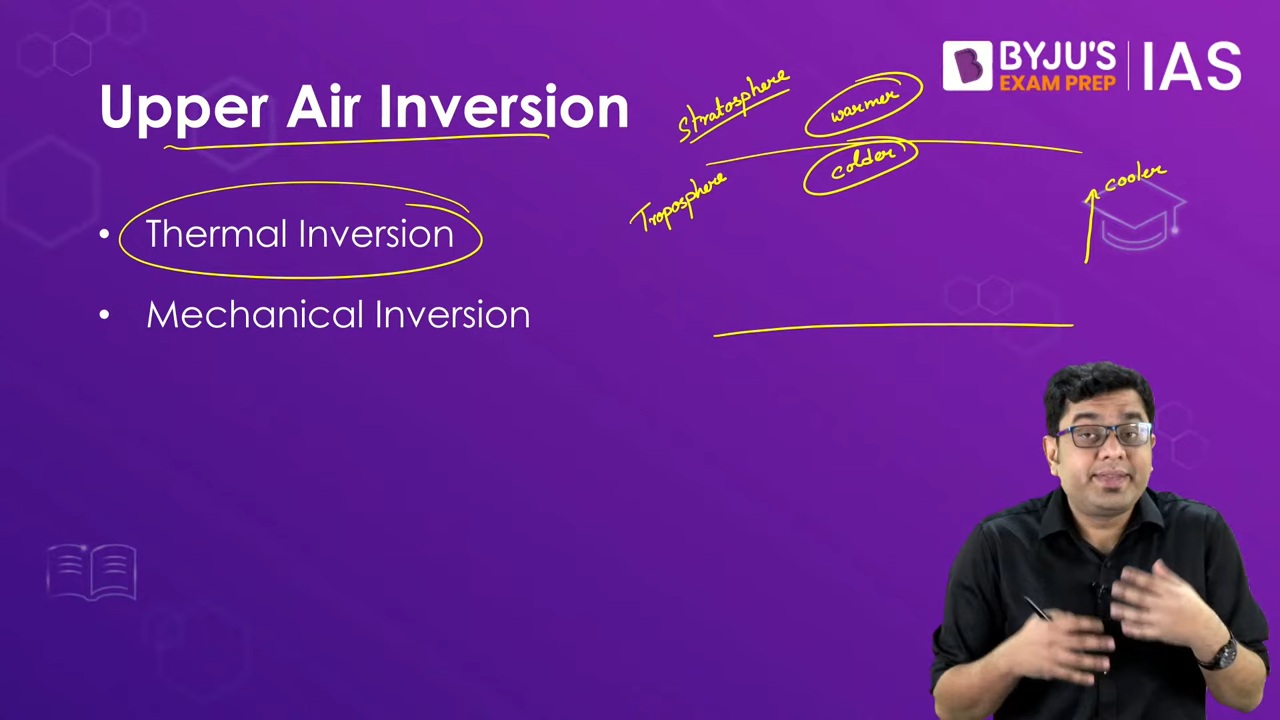 BYJU'S
EXAM PREP
IAS
Upper Air Inversion
• Thermal Inversion
• Mechanical Inversion
Stratosphere
warmer
colder
Troposphere
cooler